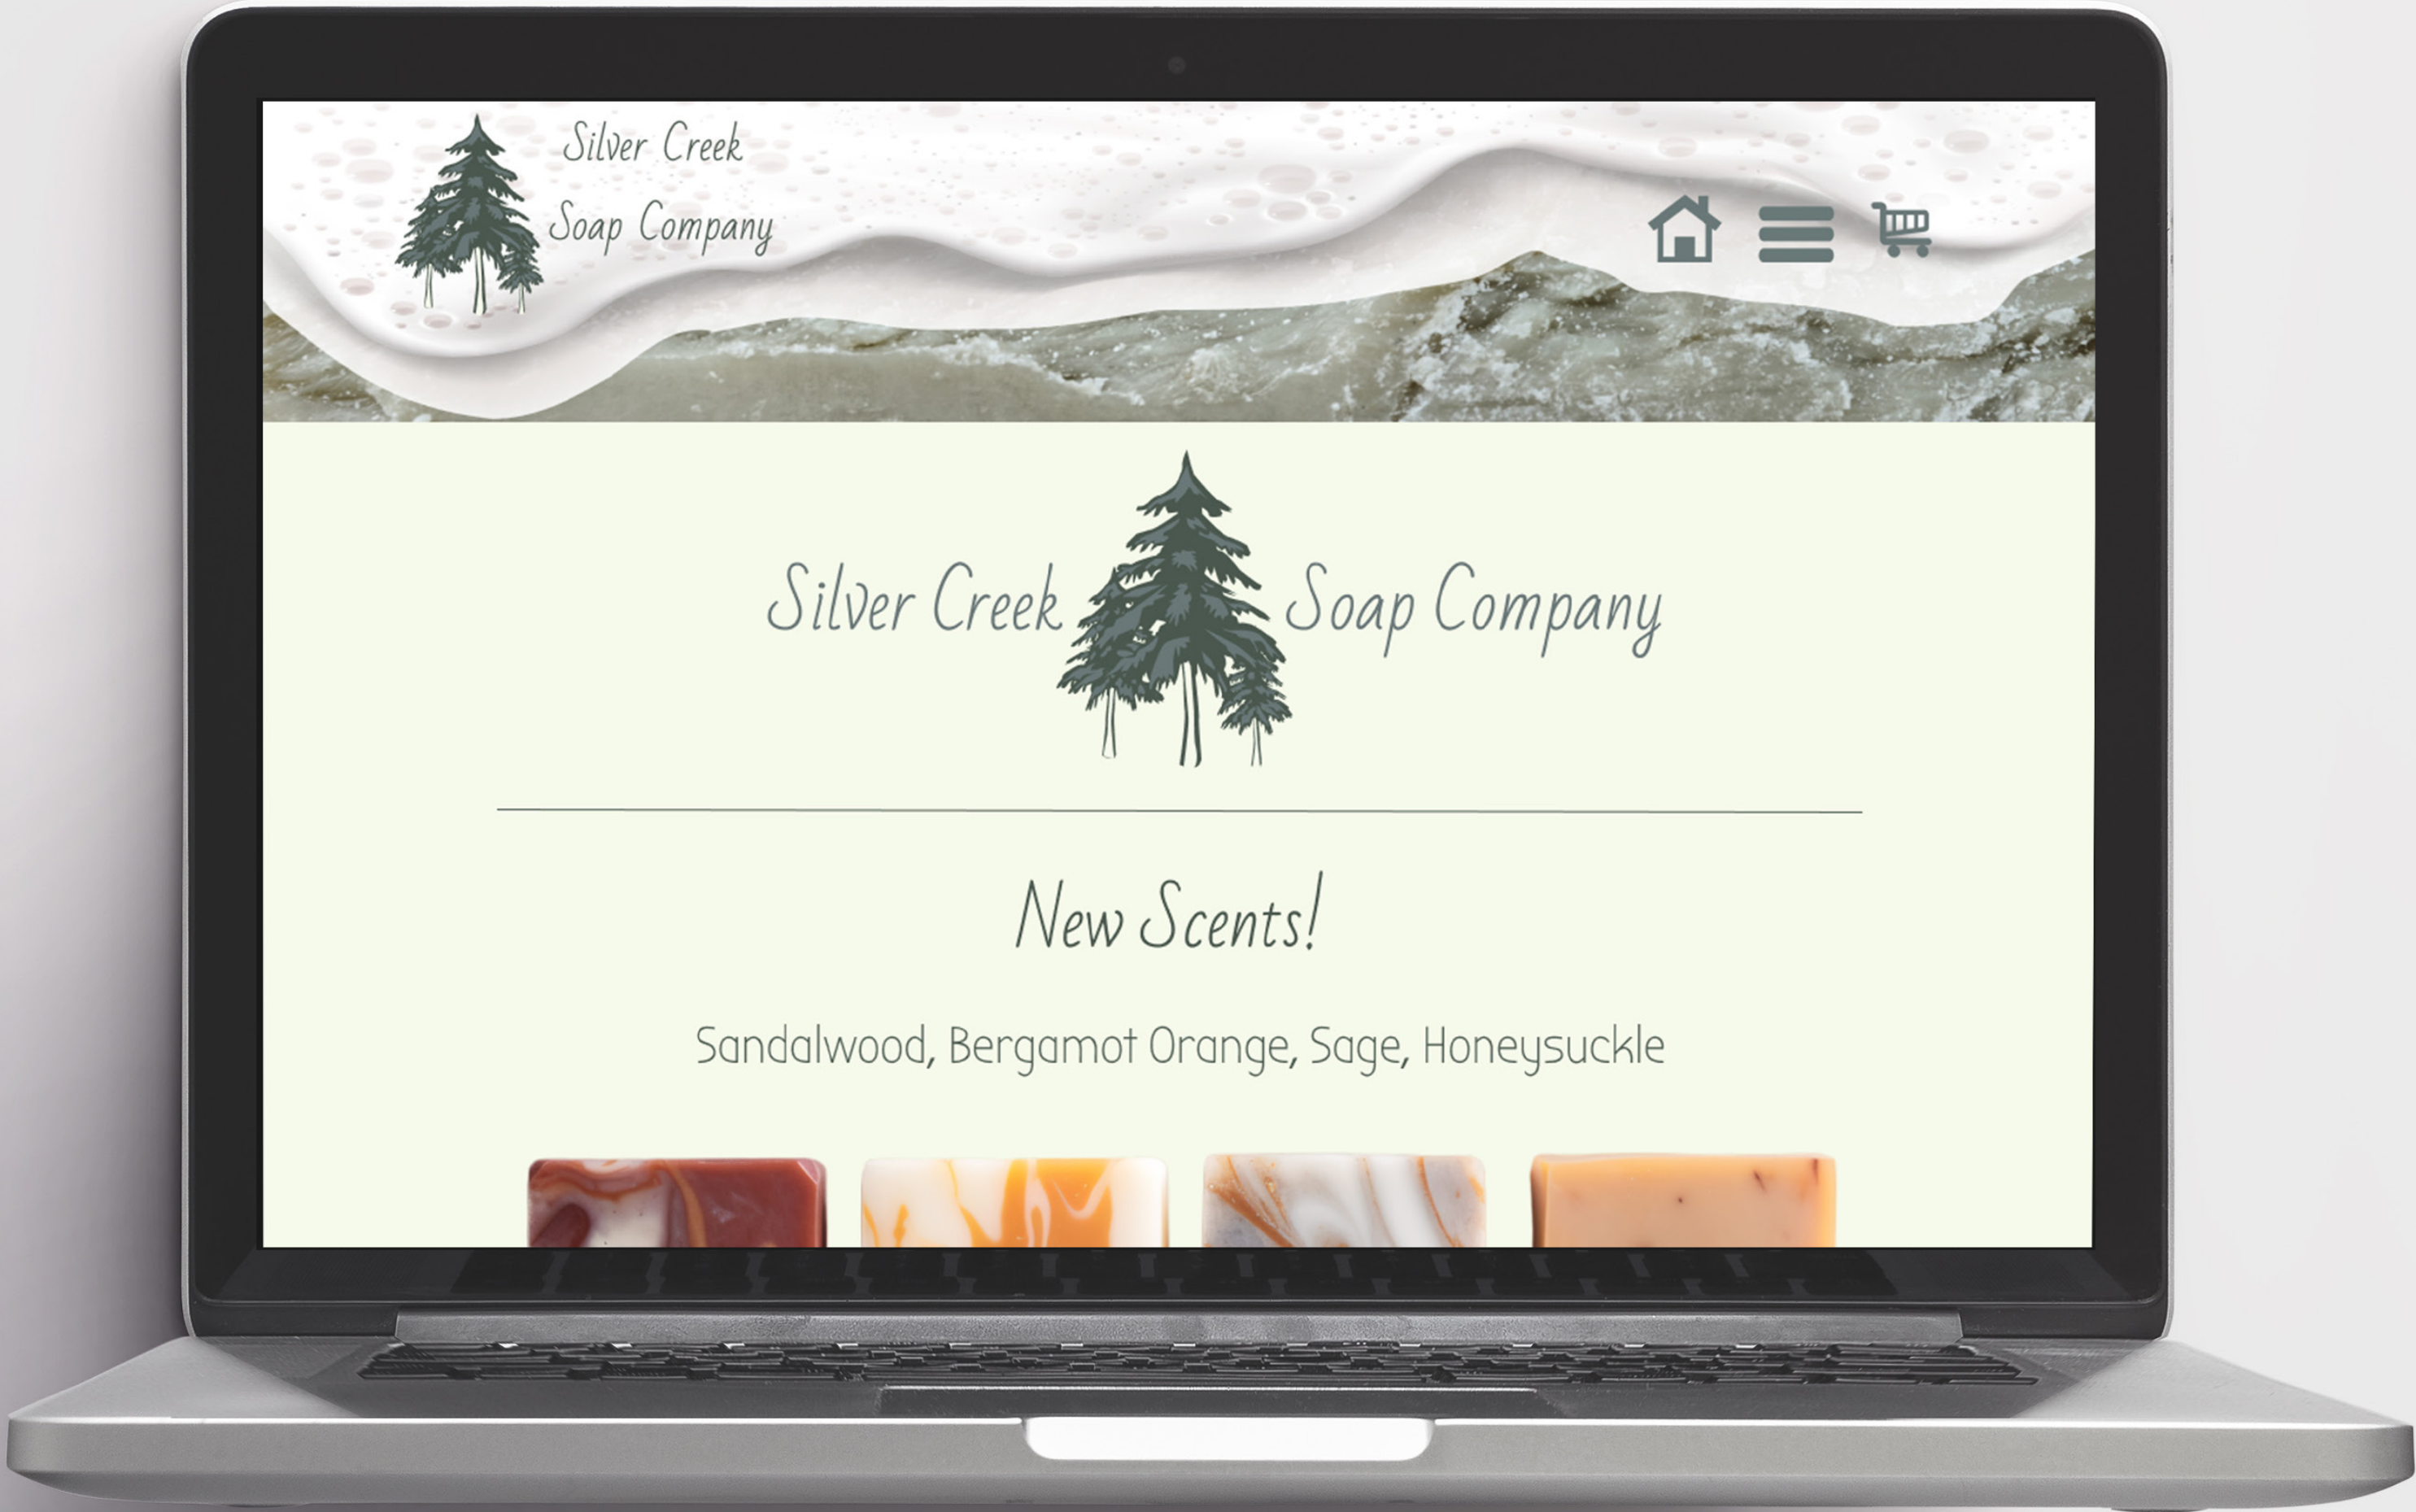 Silver Creek
Soap Company
Silver Creek Soap Company
New Scents!
Sandalwood, Bergamot Orange, Sage, Honeysuckle